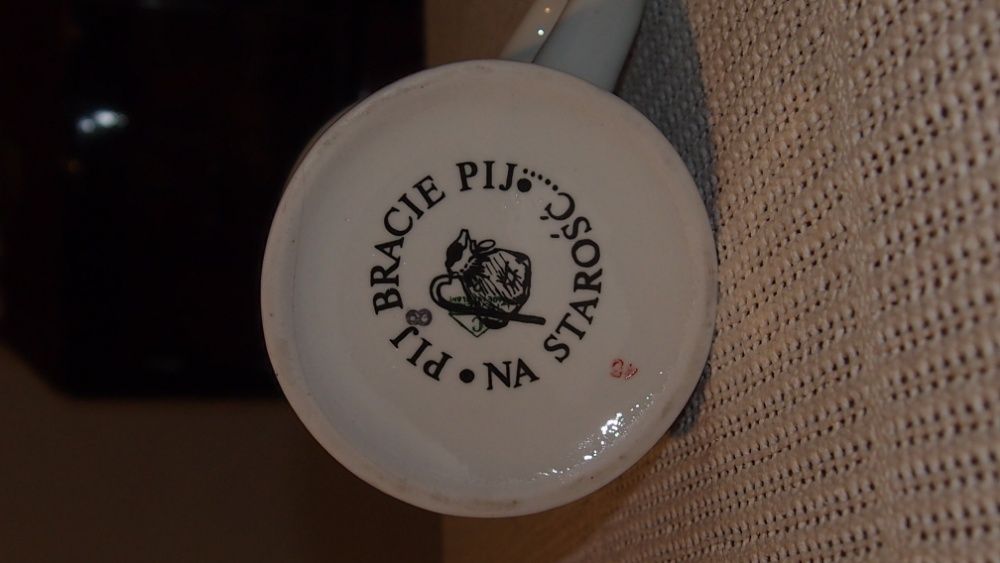 PIJ BRACIE PIJ • ..... NA STAROŚĆ •